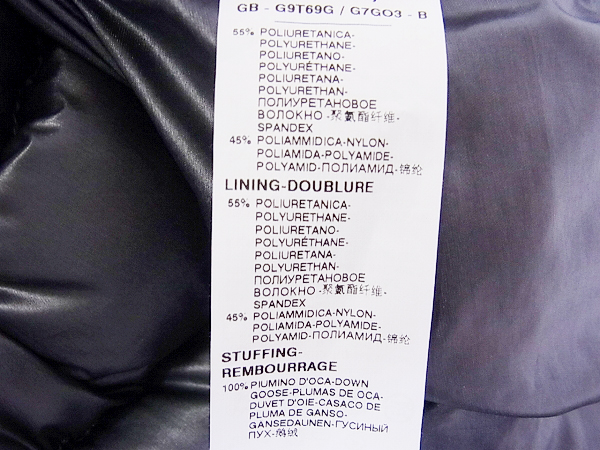 GB - G9T69G / G7GO3 - B
55% POLIURETANICA-
POLYURETHANE-
POLIURETANO-
POLYURÉTHANE-
POLIURETANA-
POLYURETHAN-
ПОЛИУРЕТАНОВОЕ
ВОЛОКНО -聚氨酯纤维-
SPANDEX
45% POLIAMMIDICA-NYLON-
POLIAMIDA-POLYAMIDE-
POLYAMID-ПОЛИАМИД-锦纶
LINING-DOUBLURE
55% POLIURETANICA-
POLYURETHANE-
POLIURETANO-
POLYURÉTHANE-
POLIURETANA-
POLYURETHAN-
ПОЛИУРЕТАНОВОЕ
ВОЛОКНО -聚氨酯纤维-
SPANDEX
45% POLIAMMIDICA-NYLON-
POLIAMIDA-POLYAMIDE-
POLYAMID-ПОЛИАМИД-锦纶
STUFFING-
REMBOURRAGE
100% PIUMINO D'OCA-DOWN
GOOSE-PLUMAS DE OCA-
DUVET D'OIE-CASACO DE
PLUMA DE GANSO-
GANSEDAUNEN-ГУСИНЫЙ
ПУХ-鹅绒